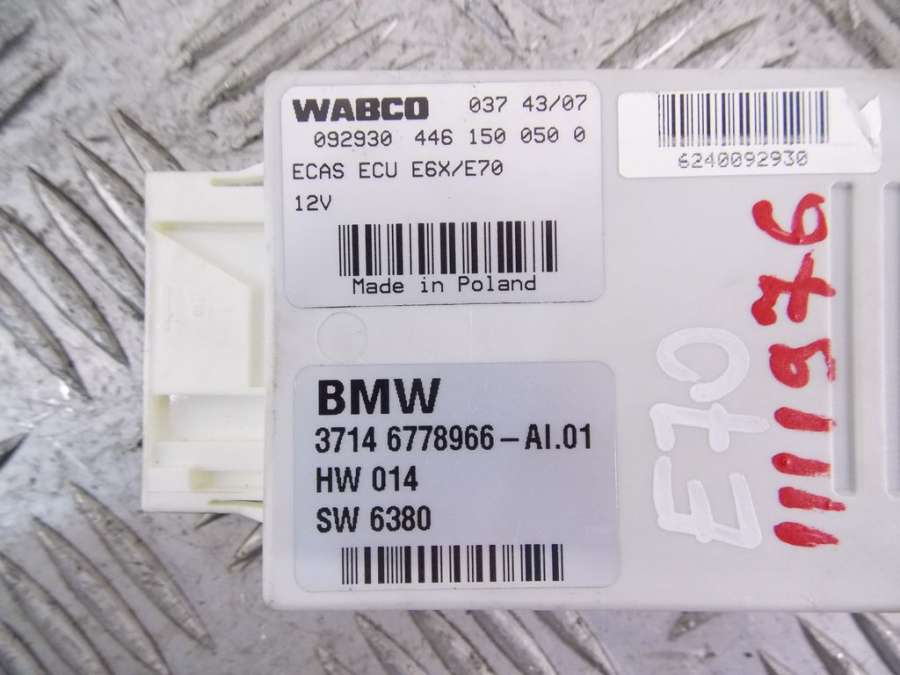 WABCO 037 43/07
092930 446 150 050 0
ECAS ECU E6X/E70
12V
Made in Poland
6240092930
BMW
3714 6778966-AI.01
HW 014
SW 6380
E70
111976